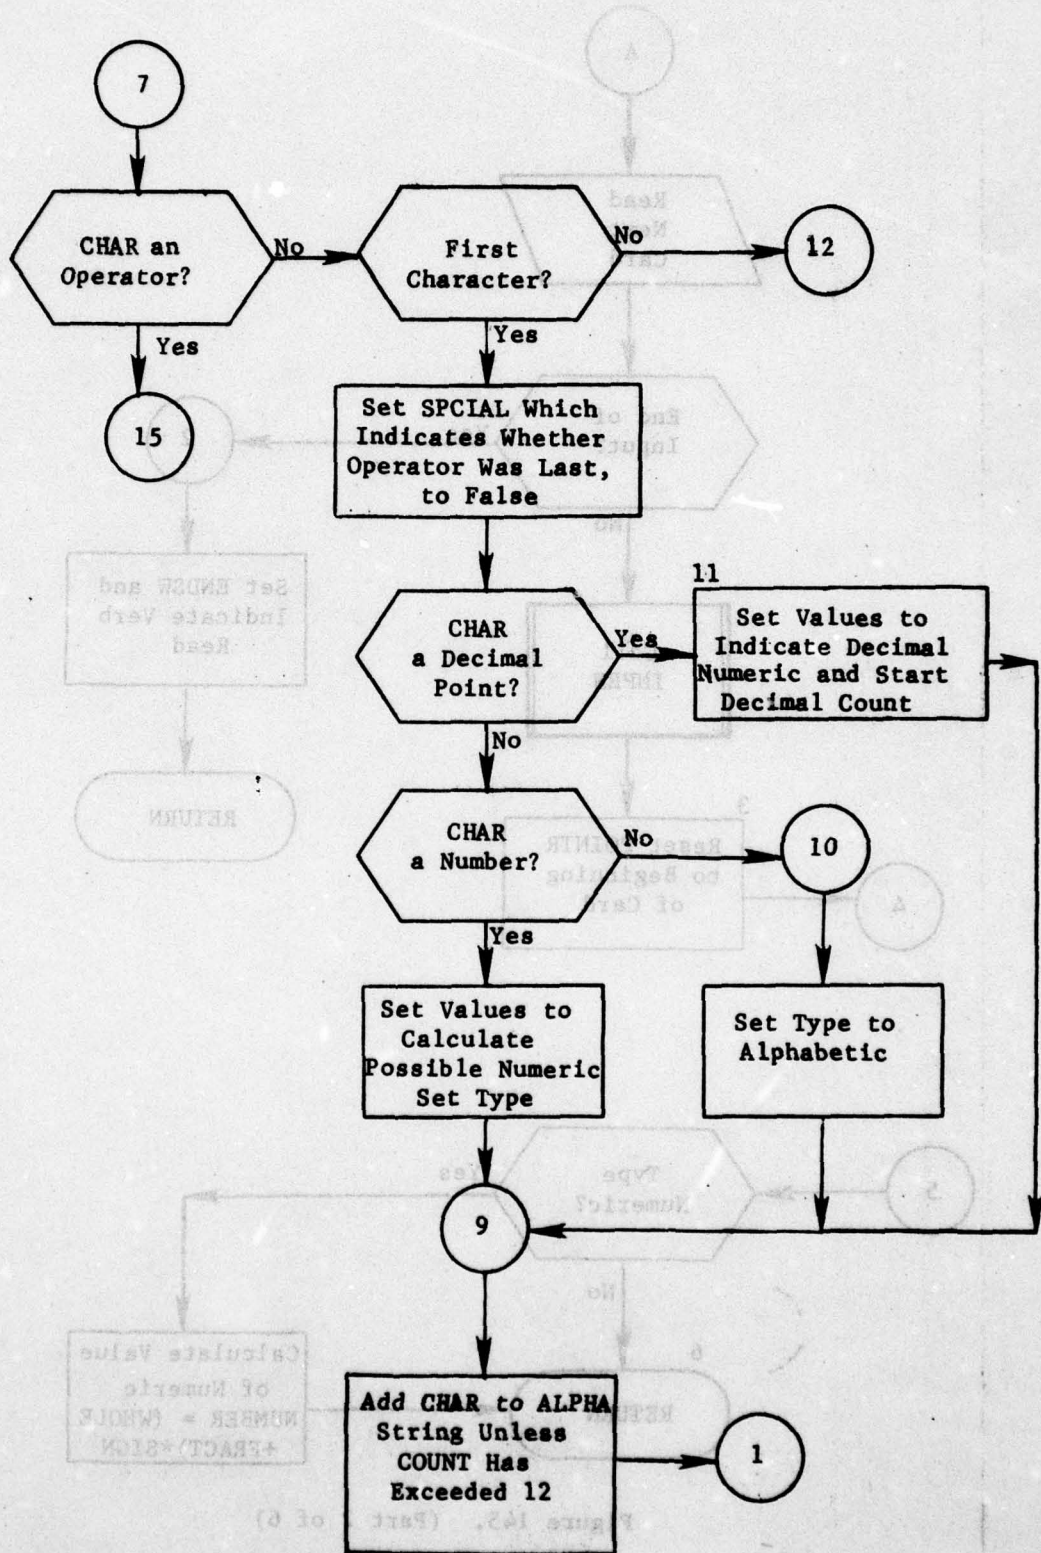 7
CHAR an
Operator?
No
First
Character?
No
12
Yes
Yes
15
Set SPCIAL Which
Indicates Whether
Operator Was Last,
to False
CHAR
a Decimal
Point?
Yes
11
Set Values to
Indicate Decimal
Numeric and Start
Decimal Count
No
CHAR
a Number?
No
10
Yes
Set Values to
Calculate
Possible Numeric
Set Type
Set Type to
Alphabetic
9
Add CHAR to ALPHA
String Unless
COUNT Has
Exceeded 12
1